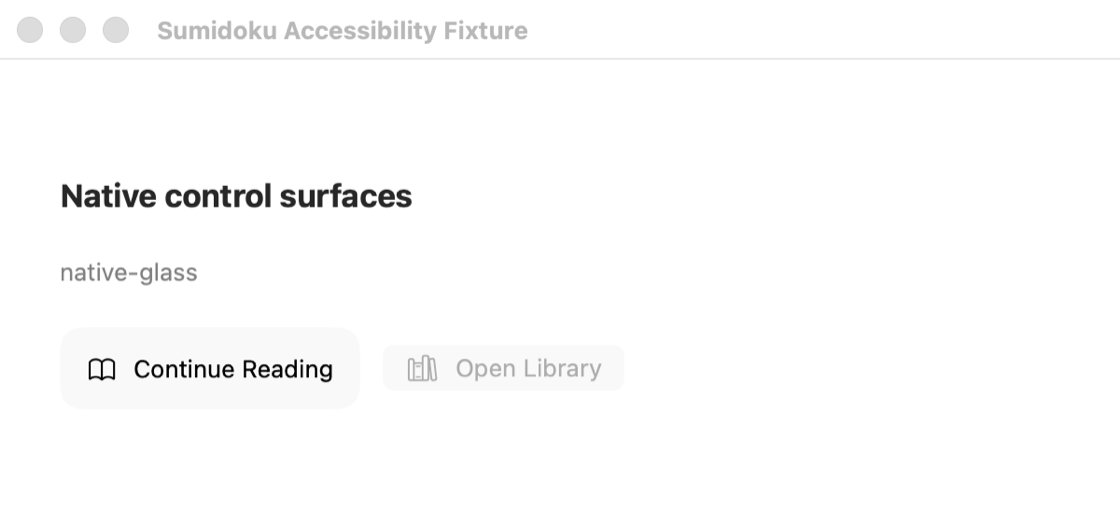 Sumidoku Accessibility Fixture
Native control surfaces
native-glass
Continue Reading
Open Library